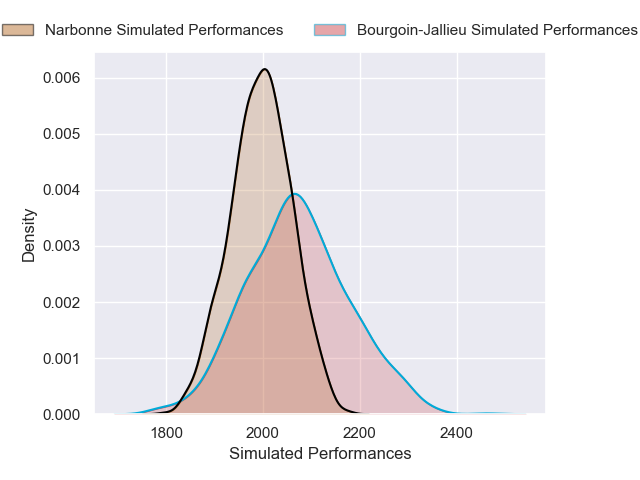 Narbonne Simulated Performances Bourgoin-Jallieu Simulated Performances
0.006
0.005
0.004
0.003
0.002
0.001
0.000
Density
1800 2000 2200 2400
Simulated Performances